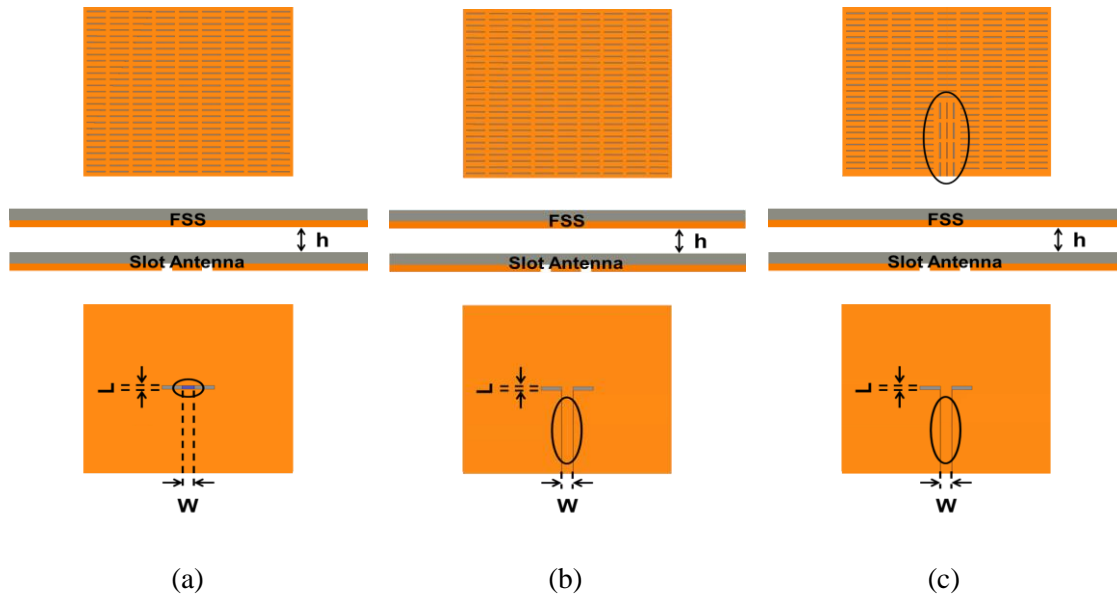 FSS
h
Slot Antenna
L
W
(a)
FSS
h
Slot Antenna
L
W
(b)
FSS
h
Slot Antenna
L
W
(c)